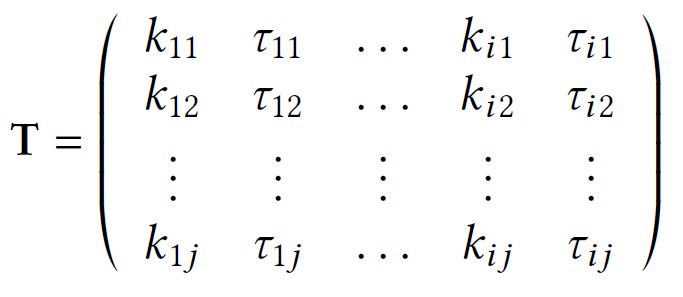 T = ( k₁₁ τ₁₁ … kᵢ₁ τᵢ₁
k₁₂ τ₁₂ … kᵢ₂ τᵢ₂
⋮ ⋮ ⋮ ⋮ ⋮
k₁ⱼ τ₁ⱼ … kᵢⱼ τᵢⱼ )